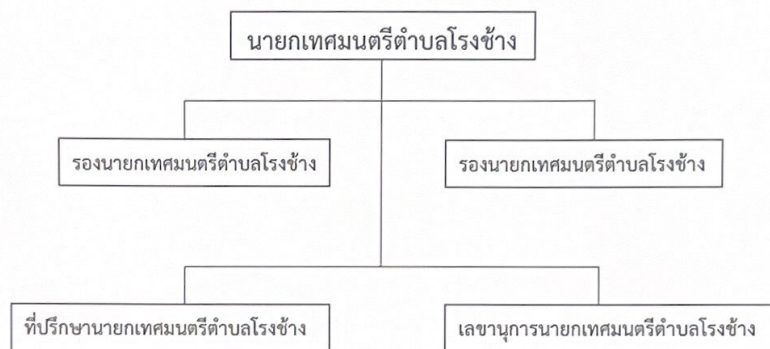 นายกเทศมนตรีตำบลโรงช้าง
รองนายกเทศมนตรีตำบลโรงช้าง
รองนายกเทศมนตรีตำบลโรงช้าง
ที่ปรึกษานายกเทศมนตรีตำบลโรงช้าง
เลขานุการนายกเทศมนตรีตำบลโรงช้าง